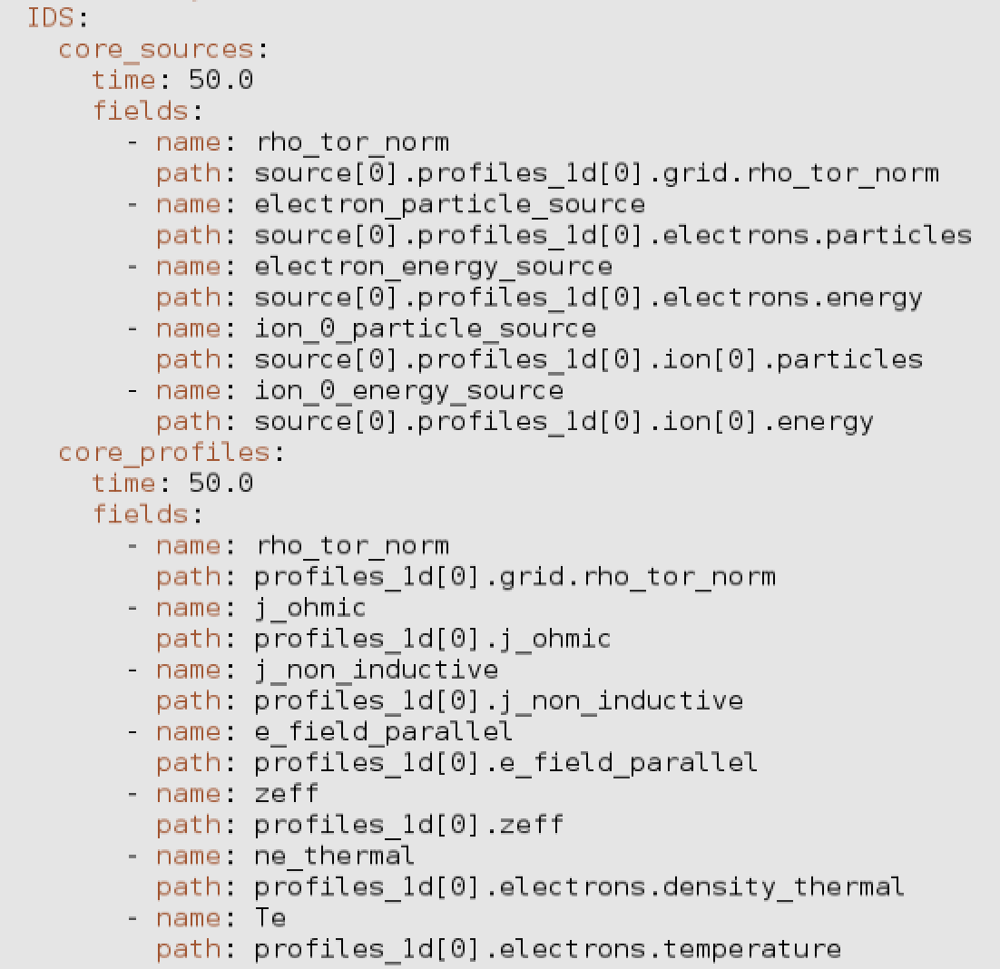 IDS:
core_sources:
time: 50.0
fields:
- name: rho_tor_norm
path: source[0].profiles_1d[0].grid.rho_tor_norm
- name: electron_particle_source
path: source[0].profiles_1d[0].electrons.particles
- name: electron_energy_source
path: source[0].profiles_1d[0].electrons.energy
- name: ion_0_particle_source
path: source[0].profiles_1d[0].ion[0].particles
- name: ion_0_energy_source
path: source[0].profiles_1d[0].ion[0].energy
core_profiles:
time: 50.0
fields:
- name: rho_tor_norm
path: profiles_1d[0].grid.rho_tor_norm
- name: j_ohmic
path: profiles_1d[0].j_ohmic
- name: j_non_inductive
path: profiles_1d[0].j_non_inductive
- name: e_field_parallel
path: profiles_1d[0].e_field_parallel
- name: zeff
path: profiles_1d[0].zeff
- name: ne_thermal
path: profiles_1d[0].electrons.density_thermal
- name: Te
path: profiles_1d[0].electrons.temperature